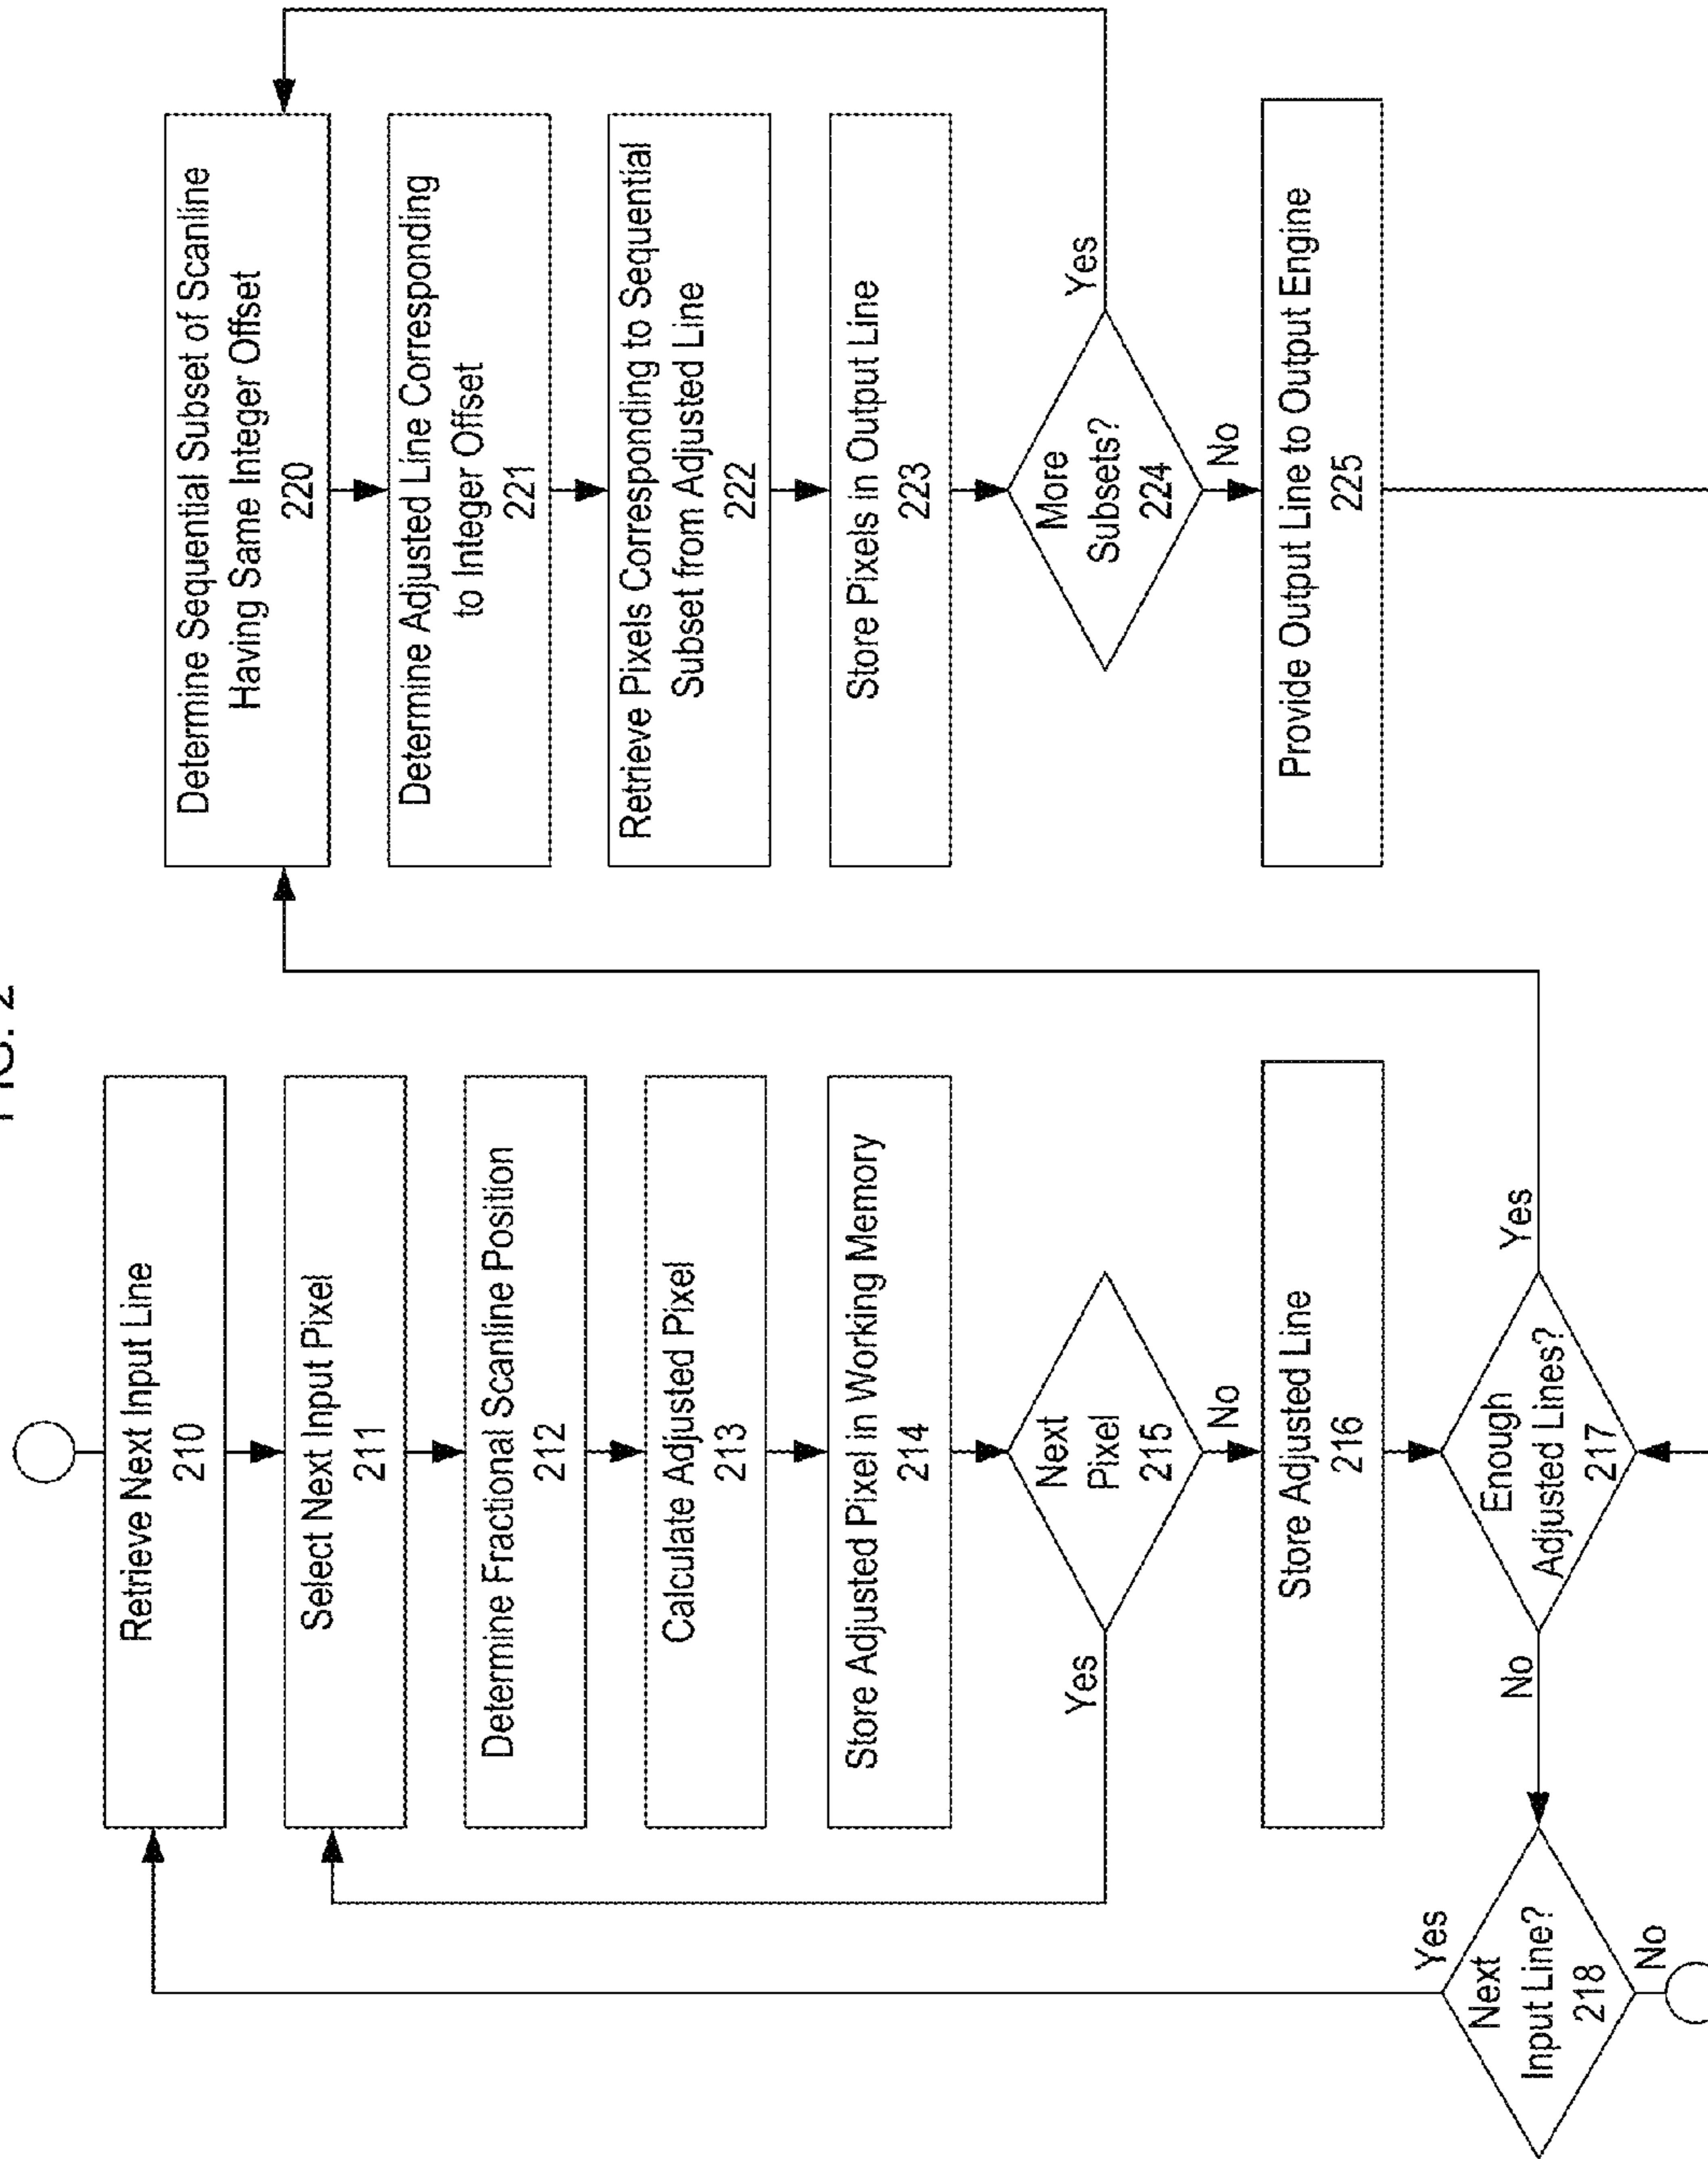 FIG. 2
Retrieve Next Input Line
210
Select Next Input Pixel
211
Determine Fractional Scanline Position
212
Calculate Adjusted Pixel
213
Store Adjusted Pixel in Working Memory
214
Next
Pixel
215
Yes
No
Store Adjusted Line
216
Enough
Adjusted Lines?
217
Yes
No
Next
Input Line?
218
Yes
No
Determine Sequential Subset of Scanline
Having Same Integer Offset
220
Determine Adjusted Line Corresponding
to Integer Offset
221
Retrieve Pixels Corresponding to Sequential
Subset from Adjusted Line
222
Store Pixels in Output Line
223
More
Subsets?
224
Yes
No
Provide Output Line to Output Engine
225